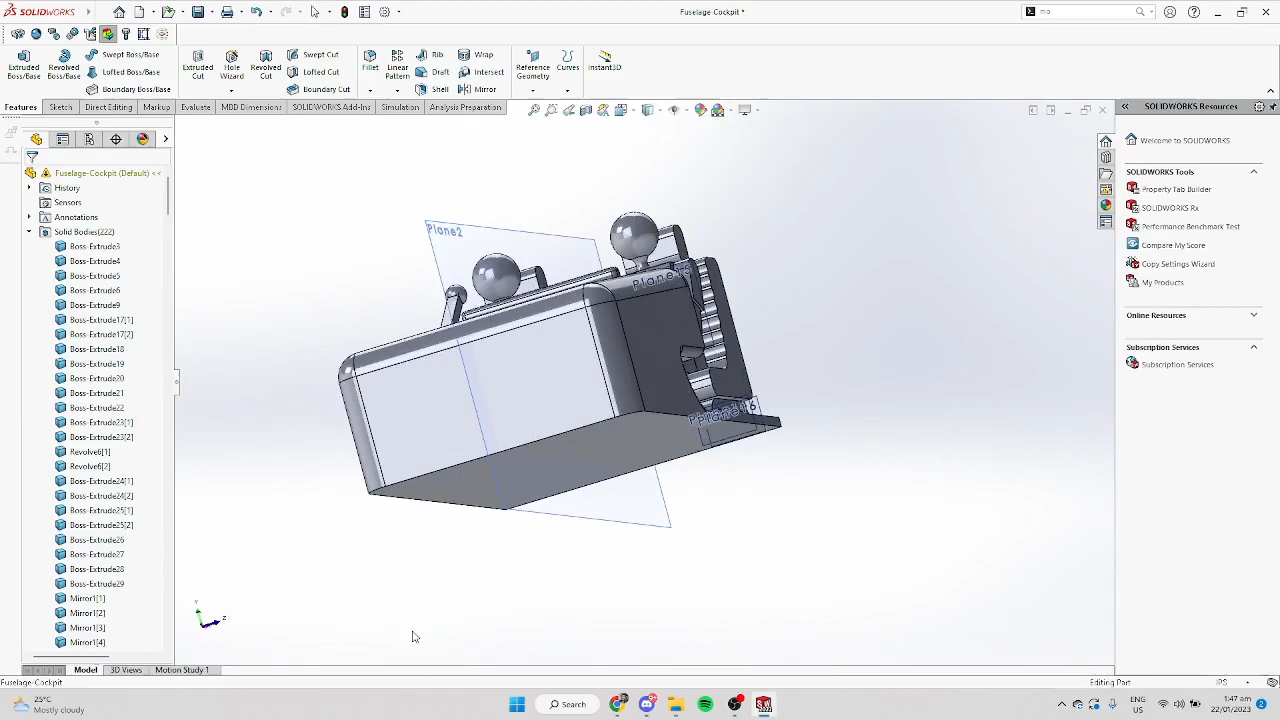 SOLIDWORKS
Fuselage-Cockpit *
mo
Extruded Boss/Base
Revolved Boss/Base
Swept Boss/Base
Lofted Boss/Base
Boundary Boss/Base
Extruded Cut
Hole Wizard
Revolved Cut
Swept Cut
Lofted Cut
Boundary Cut
Fillet
Linear Pattern
Rib
Draft
Shell
Wrap
Intersect
Mirror
Reference Geometry
Curves
Instant3D
Features Sketch Direct Editing Markup Evaluate MBD Dimensions SOLIDWORKS Add-Ins Simulation Analysis Preparation
Fuselage-Cockpit (Default) <<
History
Sensors
Annotations
Solid Bodies(222)
Boss-Extrude3
Boss-Extrude4
Boss-Extrude5
Boss-Extrude6
Boss-Extrude9
Boss-Extrude17[1]
Boss-Extrude17[2]
Boss-Extrude18
Boss-Extrude19
Boss-Extrude20
Boss-Extrude21
Boss-Extrude22
Boss-Extrude23[1]
Boss-Extrude23[2]
Revolve6[1]
Revolve6[2]
Boss-Extrude24[1]
Boss-Extrude24[2]
Boss-Extrude25[1]
Boss-Extrude25[2]
Boss-Extrude26
Boss-Extrude27
Boss-Extrude28
Boss-Extrude29
Mirror1[1]
Mirror1[2]
Mirror1[3]
Mirror1[4]
Plane2
Y
Z
SOLIDWORKS Resources
Welcome to SOLIDWORKS
SOLIDWORKS Tools
Property Tab Builder
SOLIDWORKS Rx
Performance Benchmark Test
Compare My Score
Copy Settings Wizard
My Products
Online Resources
Subscription Services
Subscription Services
Model 3D Views Motion Study 1
Fuselage-Cockpit
Editing Part
IPS
25°C
Mostly cloudy
Search
ENG
US
1:47 am
22/01/2023